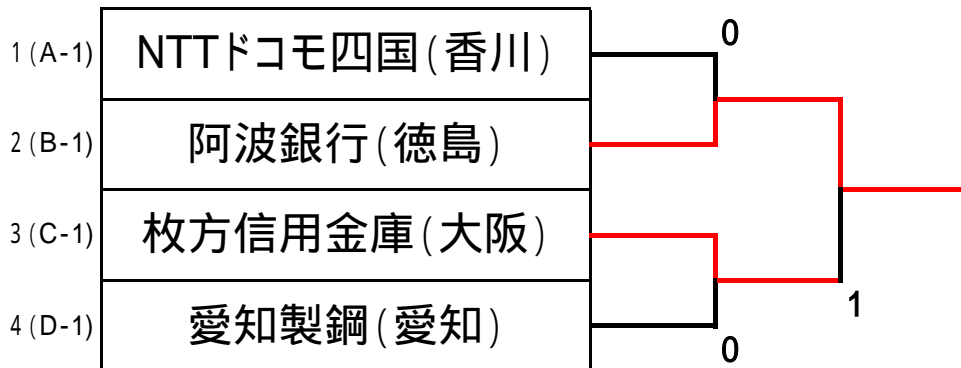 1(A-1) NTTドコモ四国(香川) 0
2(B-1) 阿波銀行(徳島)
3(C-1) 枚方信用金庫(大阪)
1
4(D-1) 愛知製鋼(愛知) 0